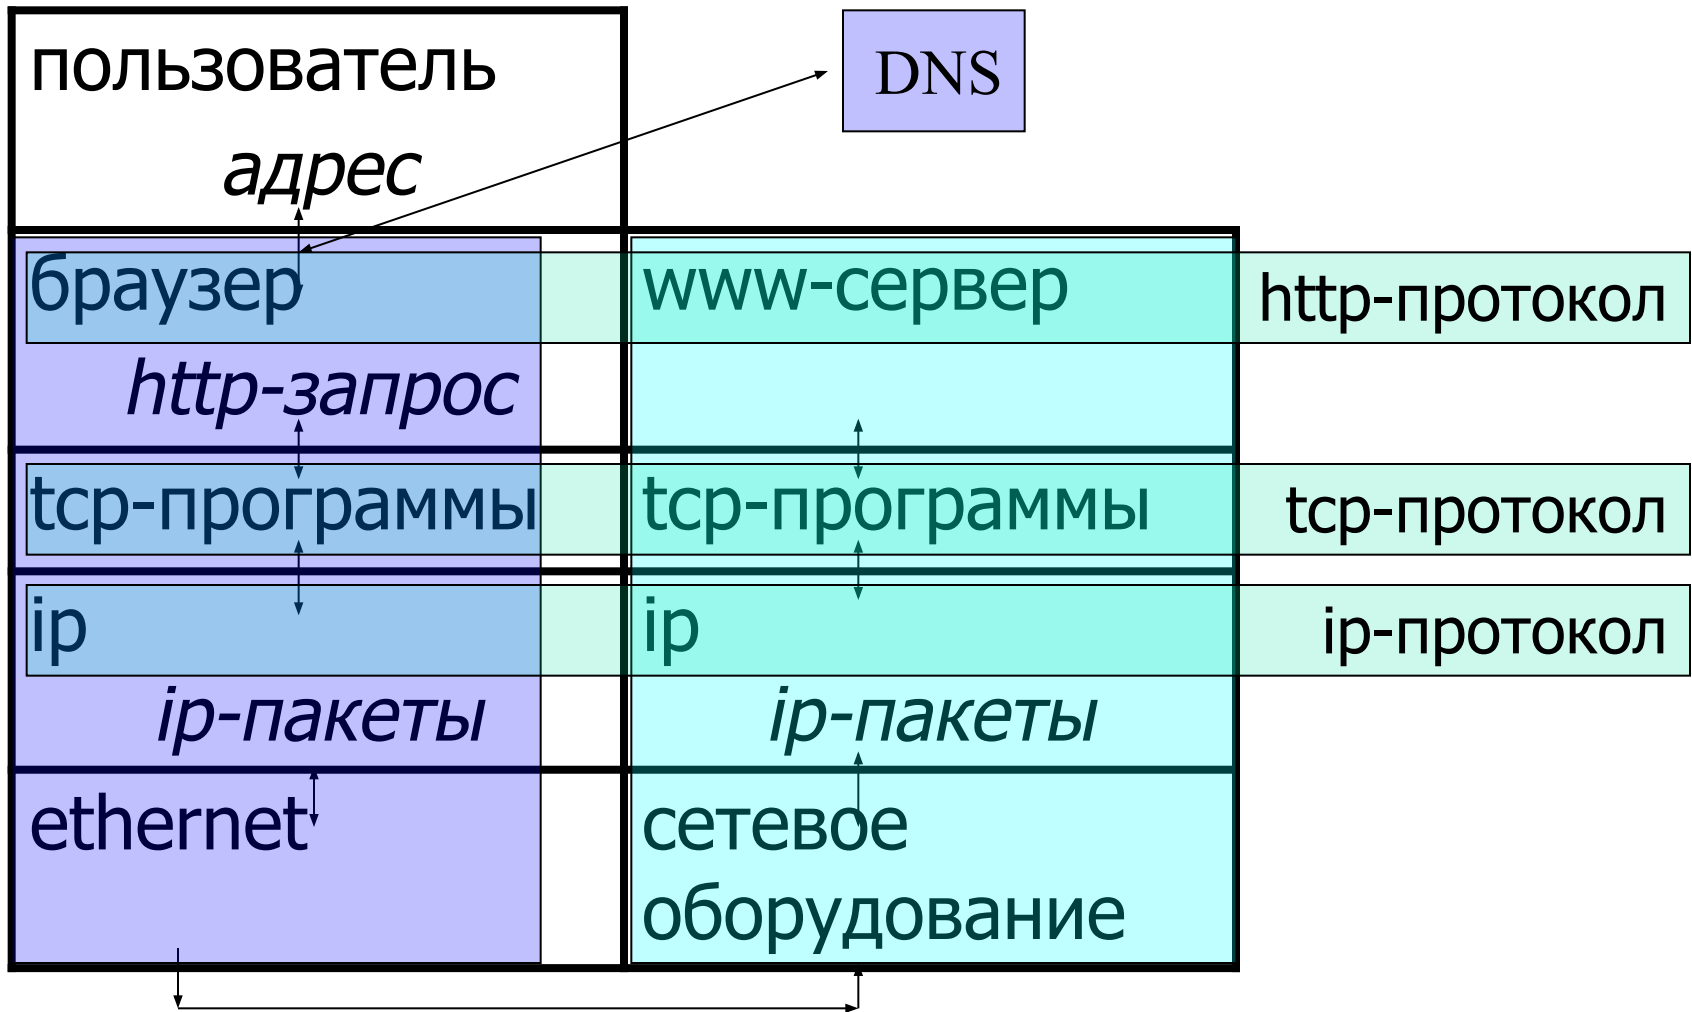 пользователь
DNS
адрес
браузер
www-сервер
http-протокол
http-запрос
tcp-программы
tcp-программы
tcp-протокол
ip
ip
ip-протокол
ip-пакеты
ip-пакеты
ethernet
сетевое
оборудование